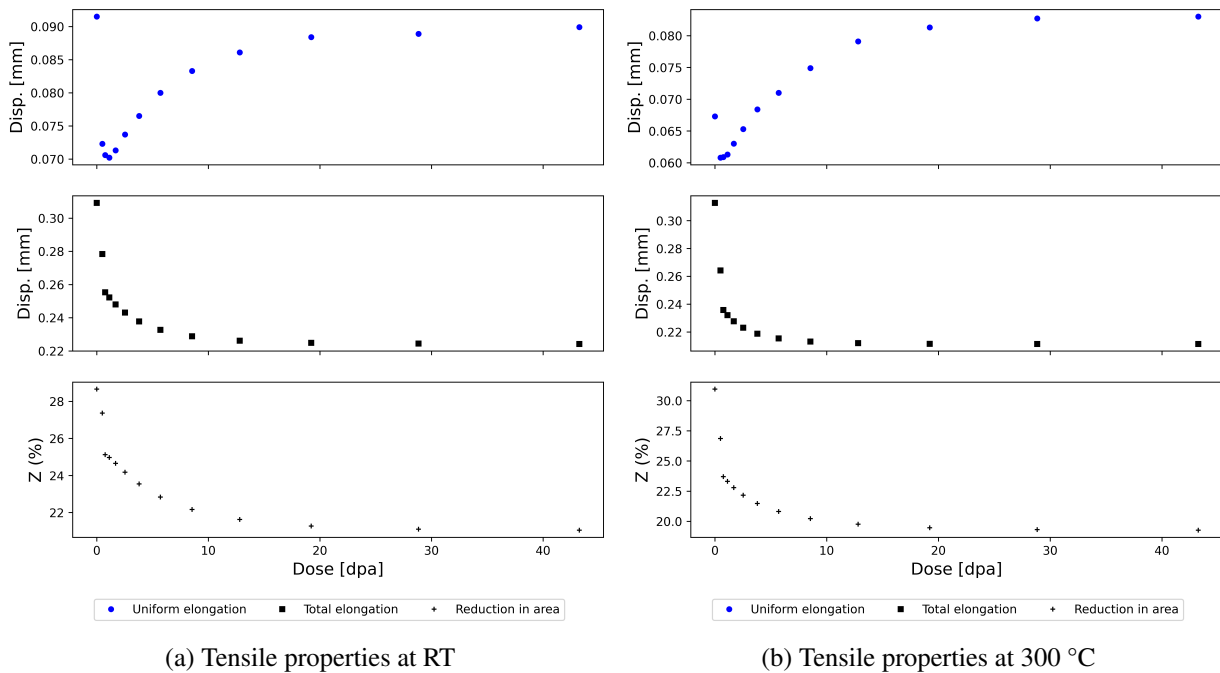 0.090
0.085
0.080
0.075
0.070
Disp. [mm]
0.30
0.28
0.26
0.24
0.22
Disp. [mm]
28
26
24
22
Z (%)
0 10 20 30 40
Dose [dpa]
Uniform elongation Total elongation Reduction in area
(a) Tensile properties at RT
0.080
0.075
0.070
0.065
0.060
Disp. [mm]
0.30
0.28
0.26
0.24
0.22
Disp. [mm]
30.0
27.5
25.0
22.5
20.0
Z (%)
0 10 20 30 40
Dose [dpa]
Uniform elongation Total elongation Reduction in area
(b) Tensile properties at 300 °C